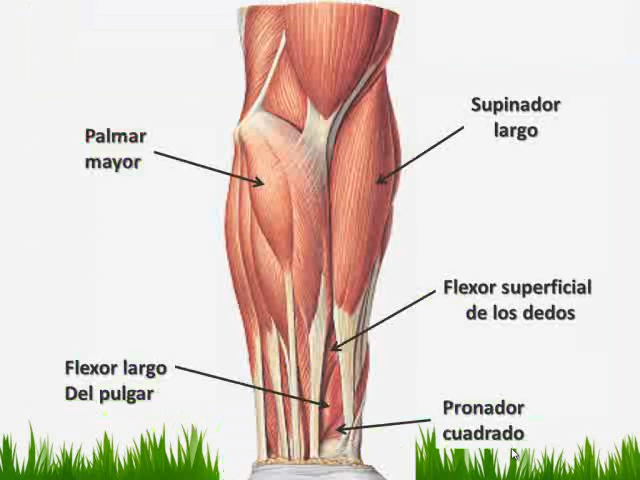 Supinador
largo
Palmar
mayor
Flexor superficial
de los dedos
Flexor largo
Del pulgar
Pronador
cuadrado